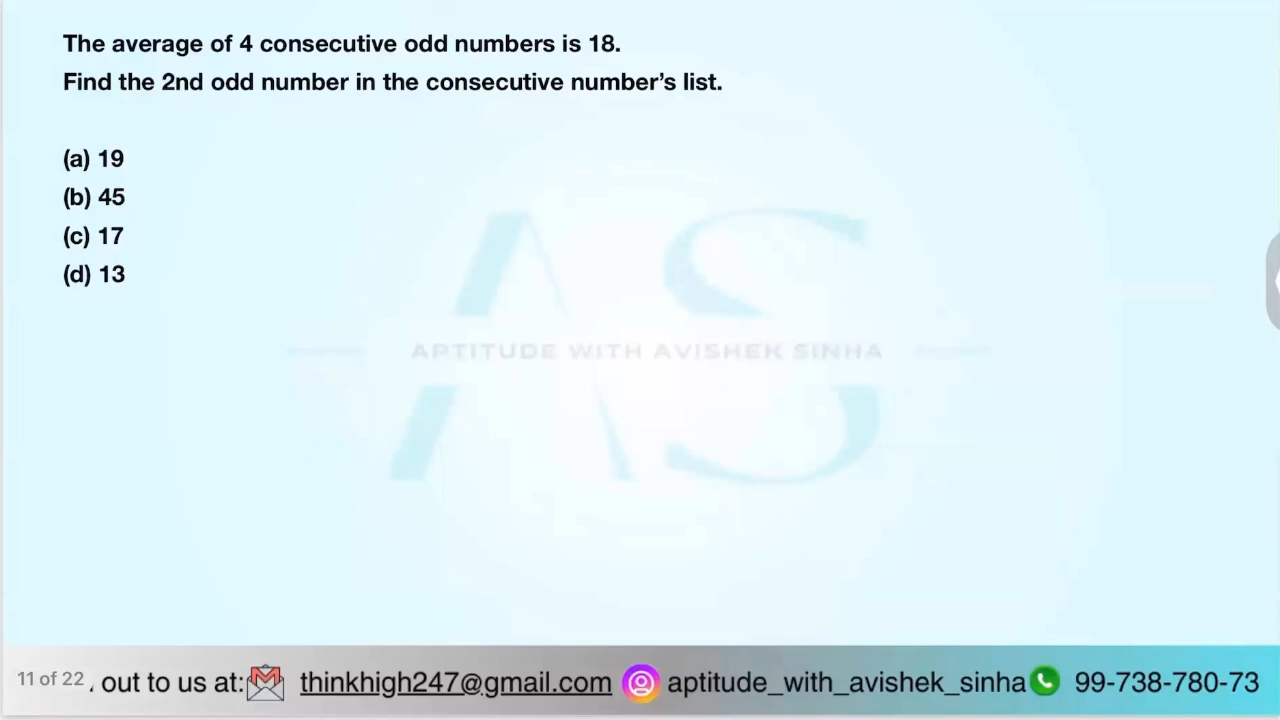 The average of 4 consecutive odd numbers is 18.
Find the 2nd odd number in the consecutive number’s list.
(a) 19
(b) 45
(c) 17
(d) 13
APTITUDE WITH AVISHEK SINHA
11 of 22 out to us at: thinkhigh247@gmail.com aptitude_with_avishek_sinha 99-738-780-73